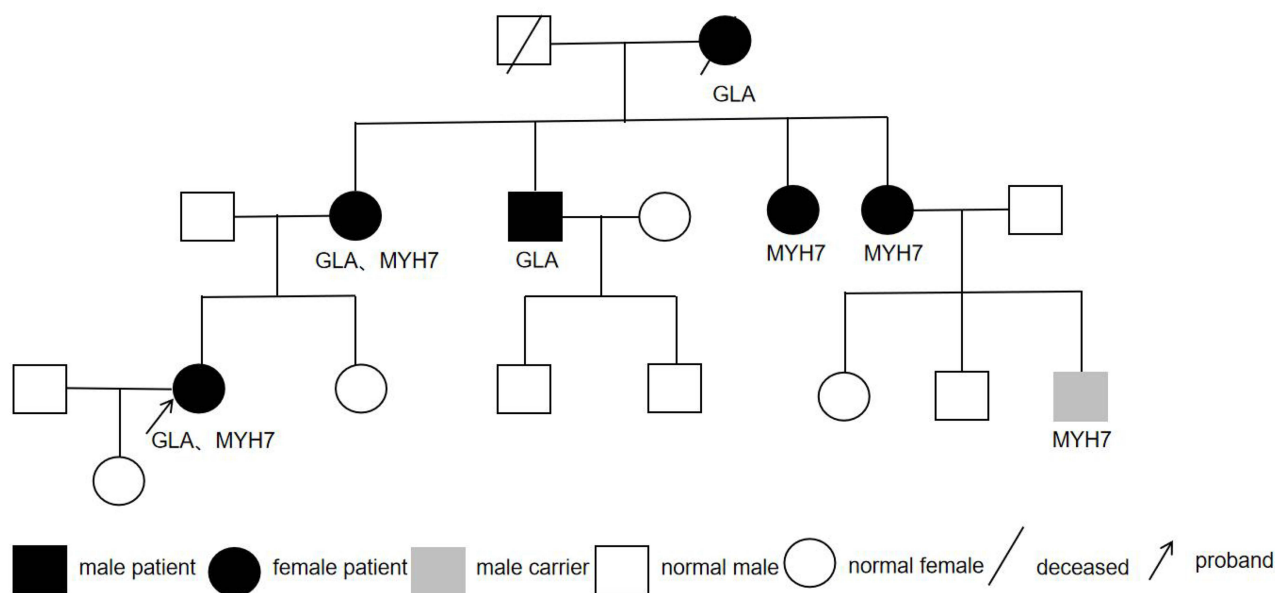 GLA
GLA、MYH7
GLA
MYH7
MYH7
GLA、MYH7
MYH7
male patient
female patient
male carrier
normal male
normal female
deceased
proband